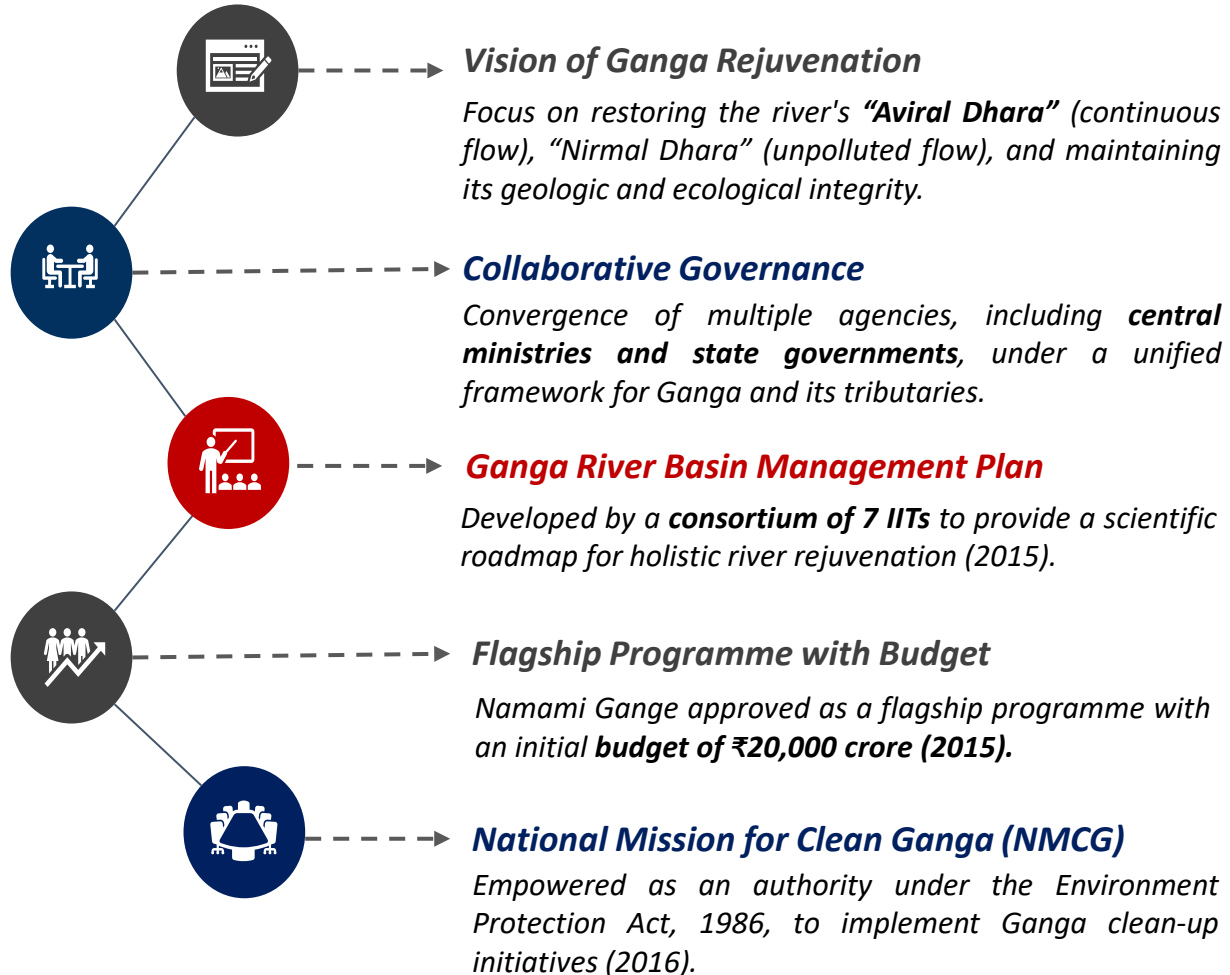 Vision of Ganga Rejuvenation
Focus on restoring the river's “Aviral Dhara” (continuous
flow), “Nirmal Dhara” (unpolluted flow), and maintaining
its geologic and ecological integrity.
Collaborative Governance
Convergence of multiple agencies, including central
ministries and state governments, under a unified
framework for Ganga and its tributaries.
Ganga River Basin Management Plan
Developed by a consortium of 7 IITs to provide a scientific
roadmap for holistic river rejuvenation (2015).
Flagship Programme with Budget
Namami Gange approved as a flagship programme with
an initial budget of ₹20,000 crore (2015).
National Mission for Clean Ganga (NMCG)
Empowered as an authority under the Environment
Protection Act, 1986, to implement Ganga clean-up
initiatives (2016).